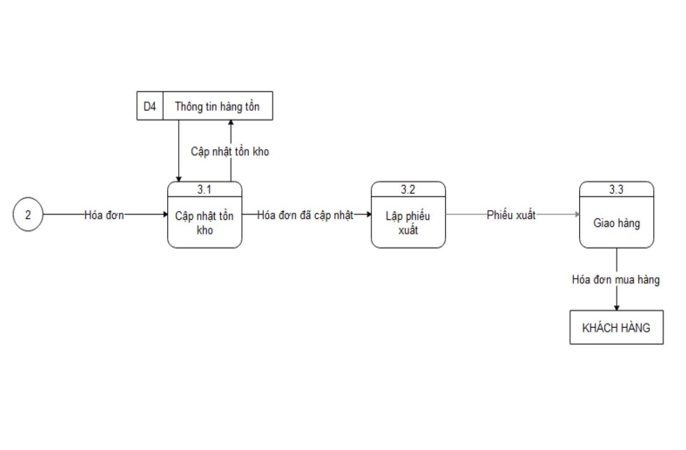 D4 Thông tin hàng tồn
Cập nhật tồn kho
3.1
3.2
3.3
2
Hóa đơn
Cập nhật tồn
kho
Hóa đơn đã cập nhật
Lập phiếu
xuất
Phiếu xuất
Giao hàng
Hóa đơn mua hàng
KHÁCH HÀNG